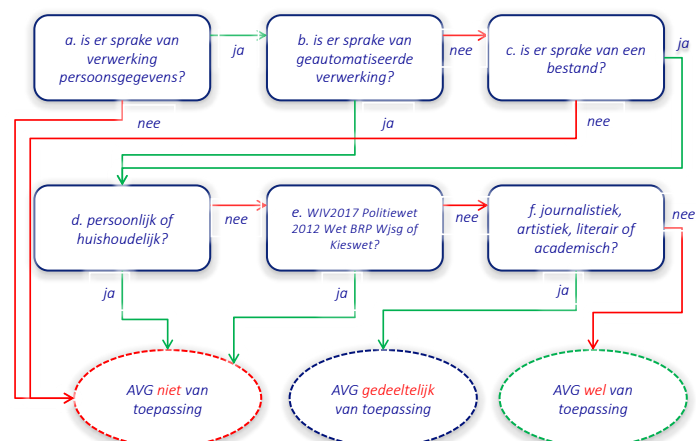 a. is er sprake van
verwerking
persoonsgegevens?
ja
b. is er sprake van
geautomatiseerde
verwerking?
nee
c. is er sprake van een
bestand?
ja
nee
ja
nee
d. persoonlijk of
huishoudelijk?
nee
e. WIV2017 Politiewet
2012 Wet BRP Wjsg of
Kieswet?
nee
f. journalistiek,
artistiek, literair of
academisch?
nee
ja
ja
ja
AVG niet van
toepassing
AVG gedeeltelijk
van toepassing
AVG wel van
toepassing